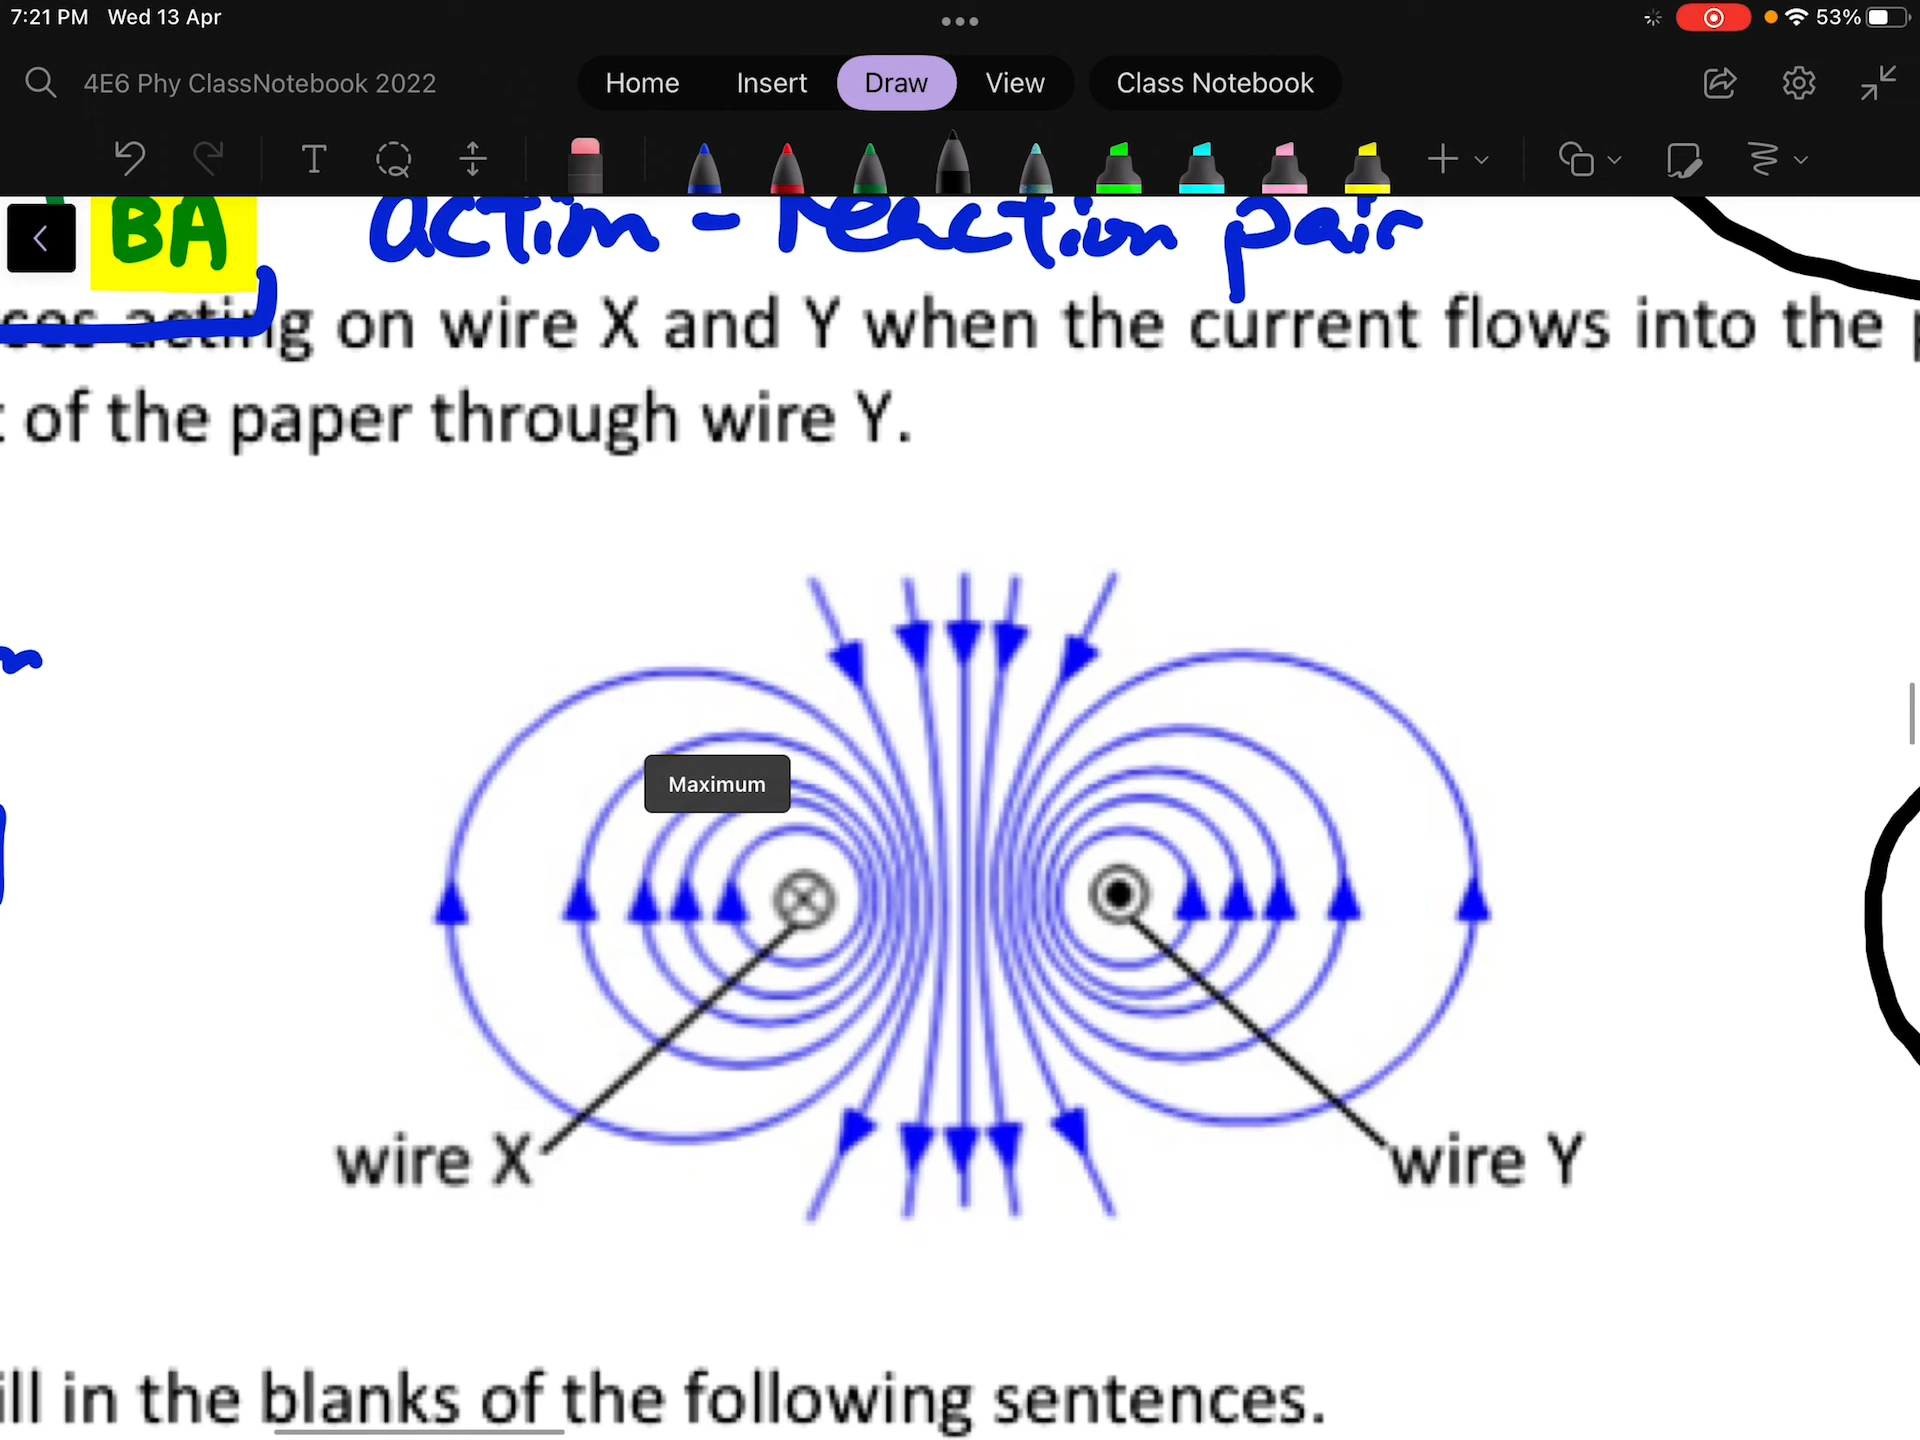 7:21 PM Wed 13 Apr
53%
4E6 Phy ClassNotebook 2022
Home Insert Draw View Class Notebook
BA action - reaction pair
acting on wire X and Y when the current flows into the
of the paper through wire Y.
Maximum
wire X
wire Y
in the blanks of the following sentences.